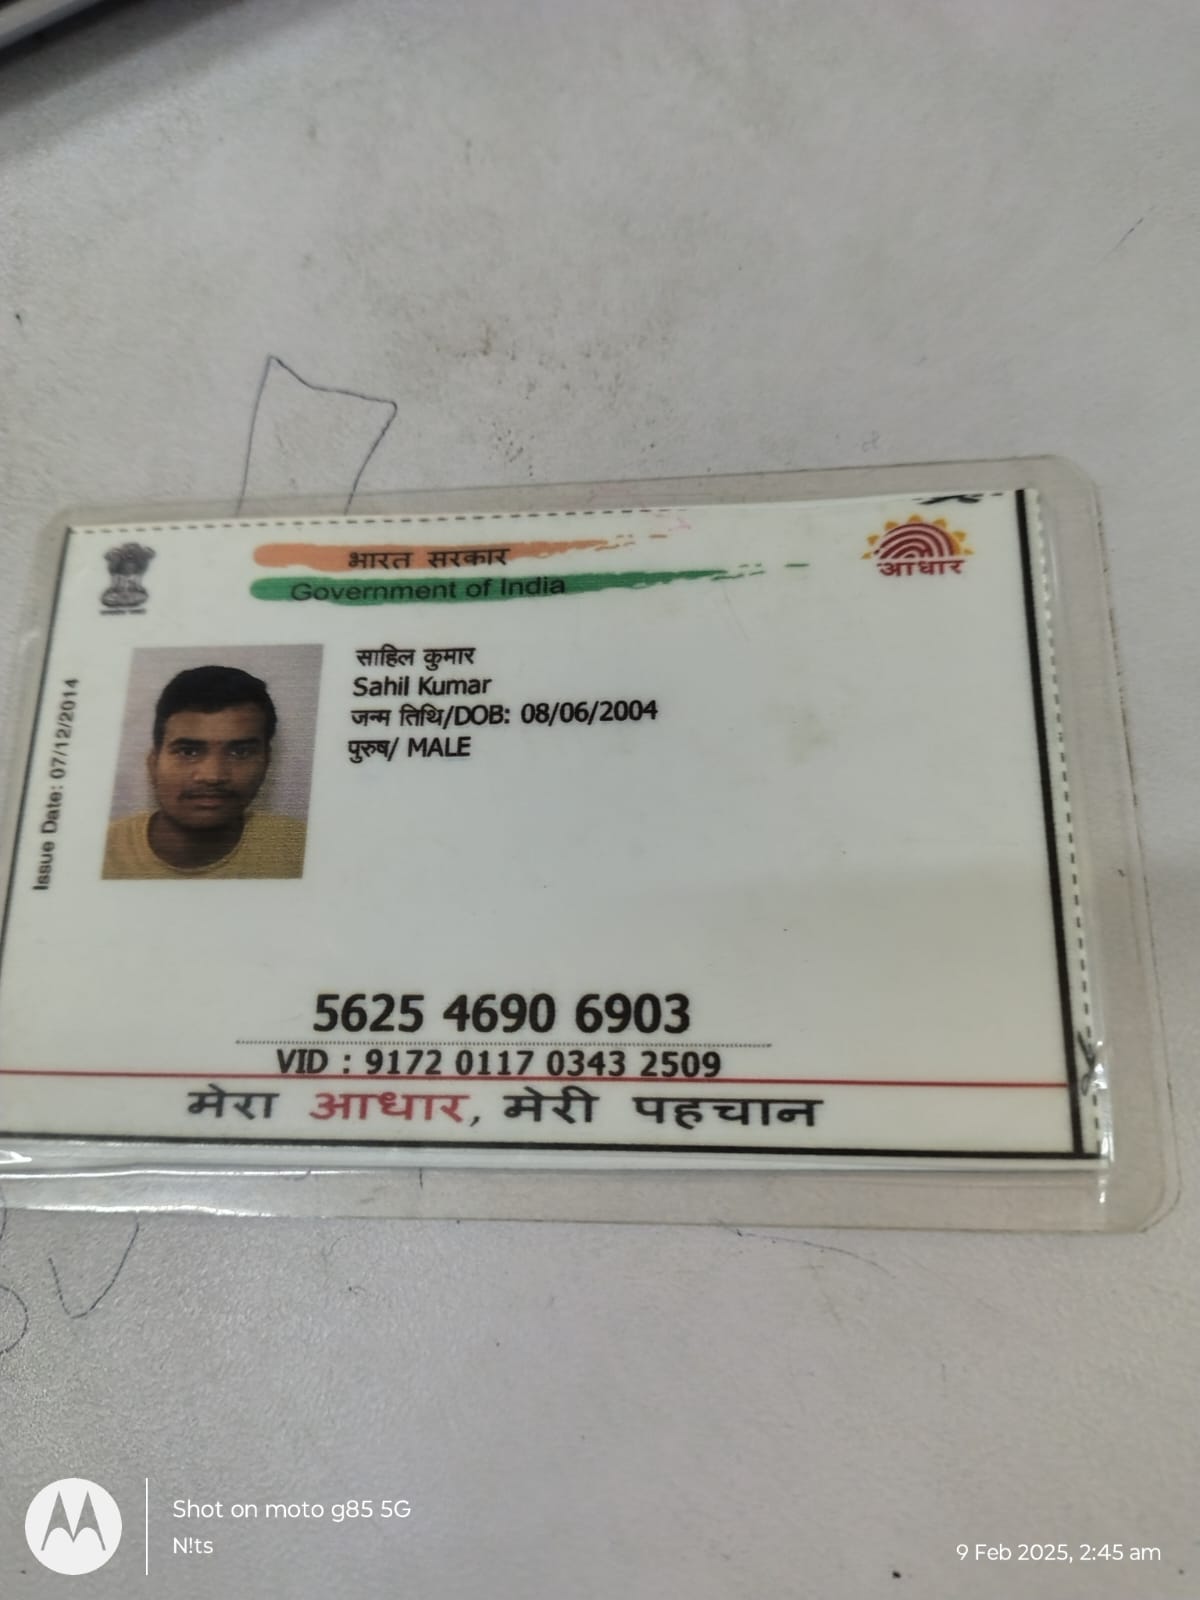 भारत सरकार
Government of India
आधार
Issue Date: 07/12/2014
साहिल कुमार
Sahil Kumar
जन्म तिथि/DOB: 08/06/2004
पुरुष/ MALE
5625 4690 6903
VID : 9172 0117 0343 2509
मेरा आधार, मेरी पहचान
Shot on moto g85 5G
N!ts
9 Feb 2025, 2:45 am